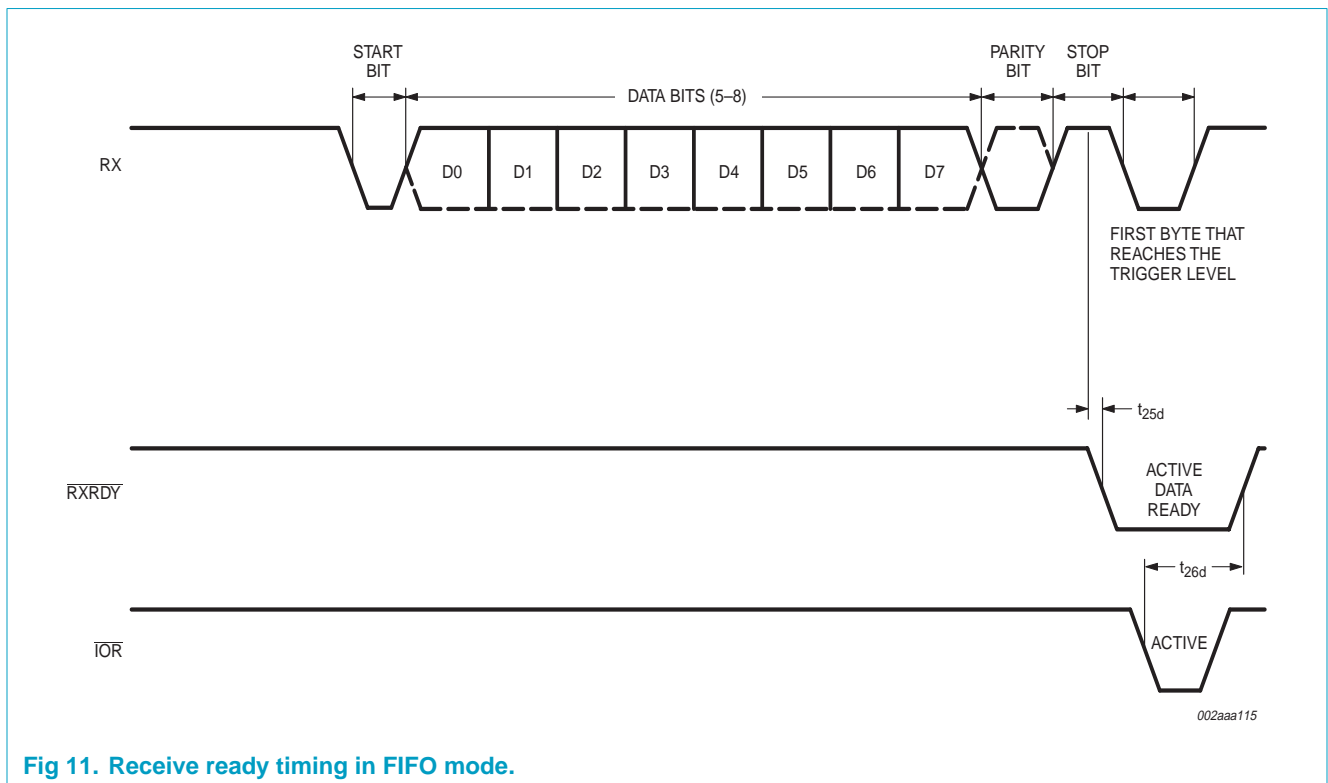 START
BIT
PARITY
BIT
STOP
BIT
DATA BITS (5–8)
RX
D0
D1
D2
D3
D4
D5
D6
D7
FIRST BYTE THAT
REACHES THE
TRIGGER LEVEL
t25d
RXRDY
ACTIVE
DATA
READY
t26d
IOR
ACTIVE
002aaa115
Fig 11. Receive ready timing in FIFO mode.